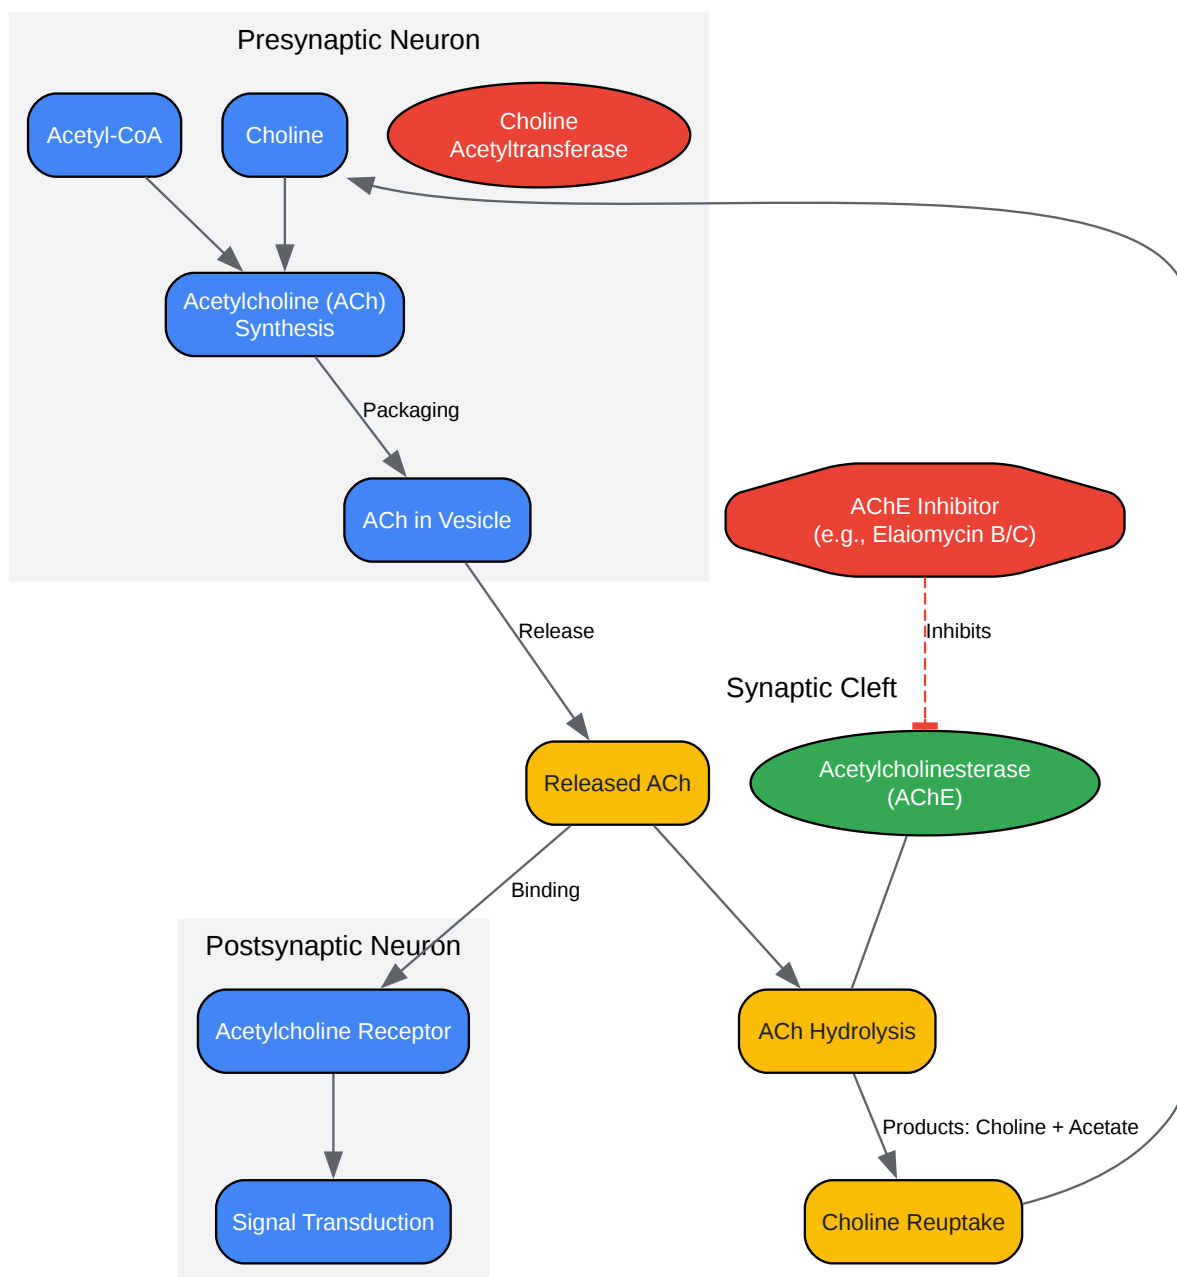 Presynaptic Neuron
Acetyl-CoA
Choline
Choline
Acetyltransferase
Acetylcholine (ACh)
Synthesis
Packaging
ACh in Vesicle
AChE Inhibitor
(e.g., Elaiomycin B/C)
Release
Inhibits
Synaptic Cleft
Released ACh
Acetylcholinesterase
(AChE)
Binding
Postsynaptic Neuron
Acetylcholine Receptor
ACh Hydrolysis
Products: Choline + Acetate
Signal Transduction
Choline Reuptake